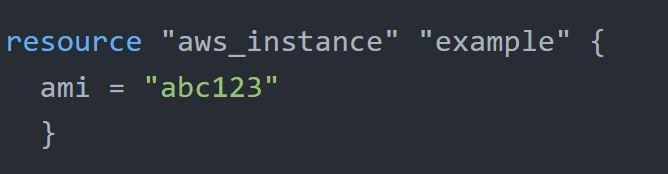 resource "aws_instance" "example" {
  ami = "abc123"
  }